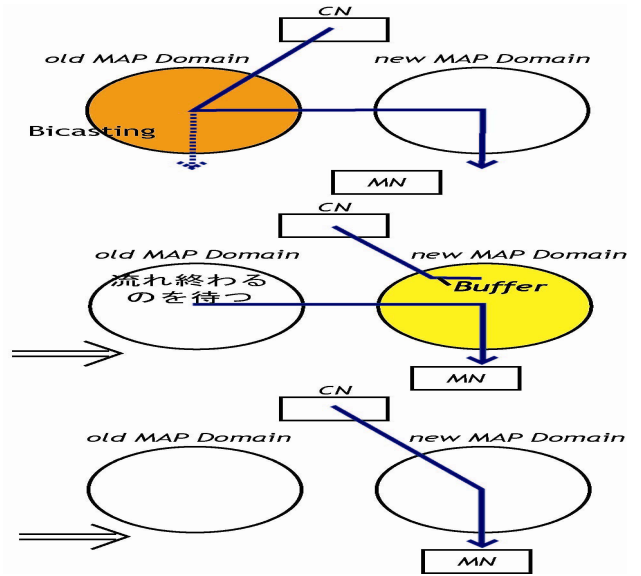 CN
old MAP Domain
new MAP Domain
Bicasting
MN
CN
old MAP Domain
new MAP Domain
流れ終わる
のを待つ
Buffer
MN
CN
old MAP Domain
new MAP Domain
MN